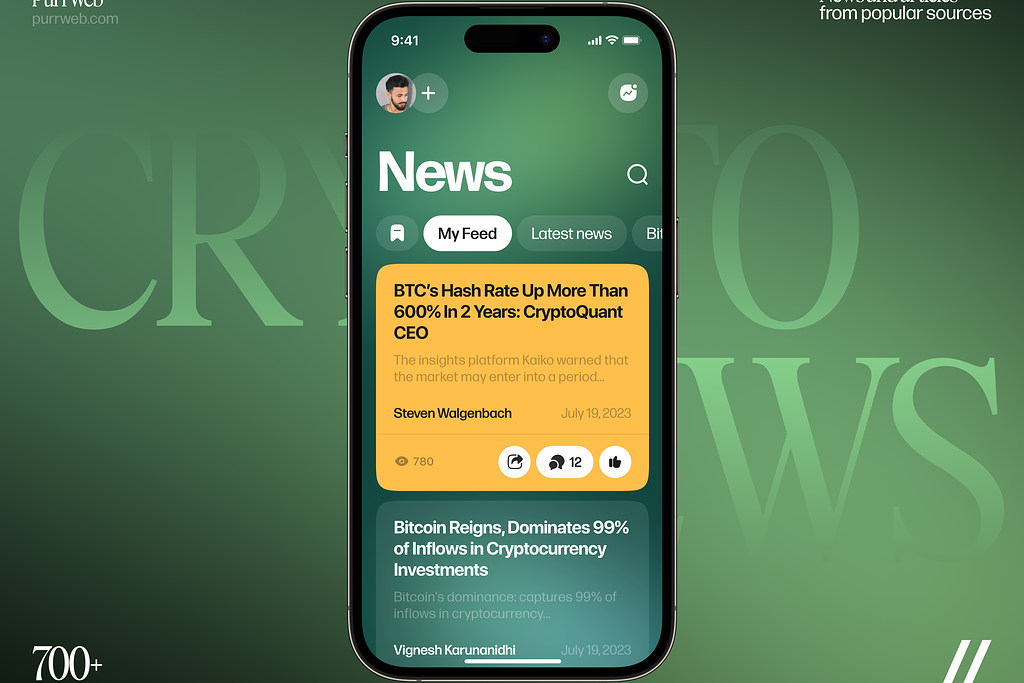 PurrWeb
purrweb.com
News and articles
from popular sources
CRYPTO
NEWS
9:41
News
My Feed
Latest news
Bit
BTC's Hash Rate Up More Than
600% In 2 Years: CryptoQuant
CEO
The insights platform Kaiko warned that
the market may enter into a period...
Steven Walgenbach
July 19, 2023
780
12
Bitcoin Reigns, Dominates 99%
of Inflows in Cryptocurrency
Investments
Bitcoin's dominance: captures 99% of
inflows in cryptocurrency...
Vignesh Karunanidhi
July 19, 2023
700+